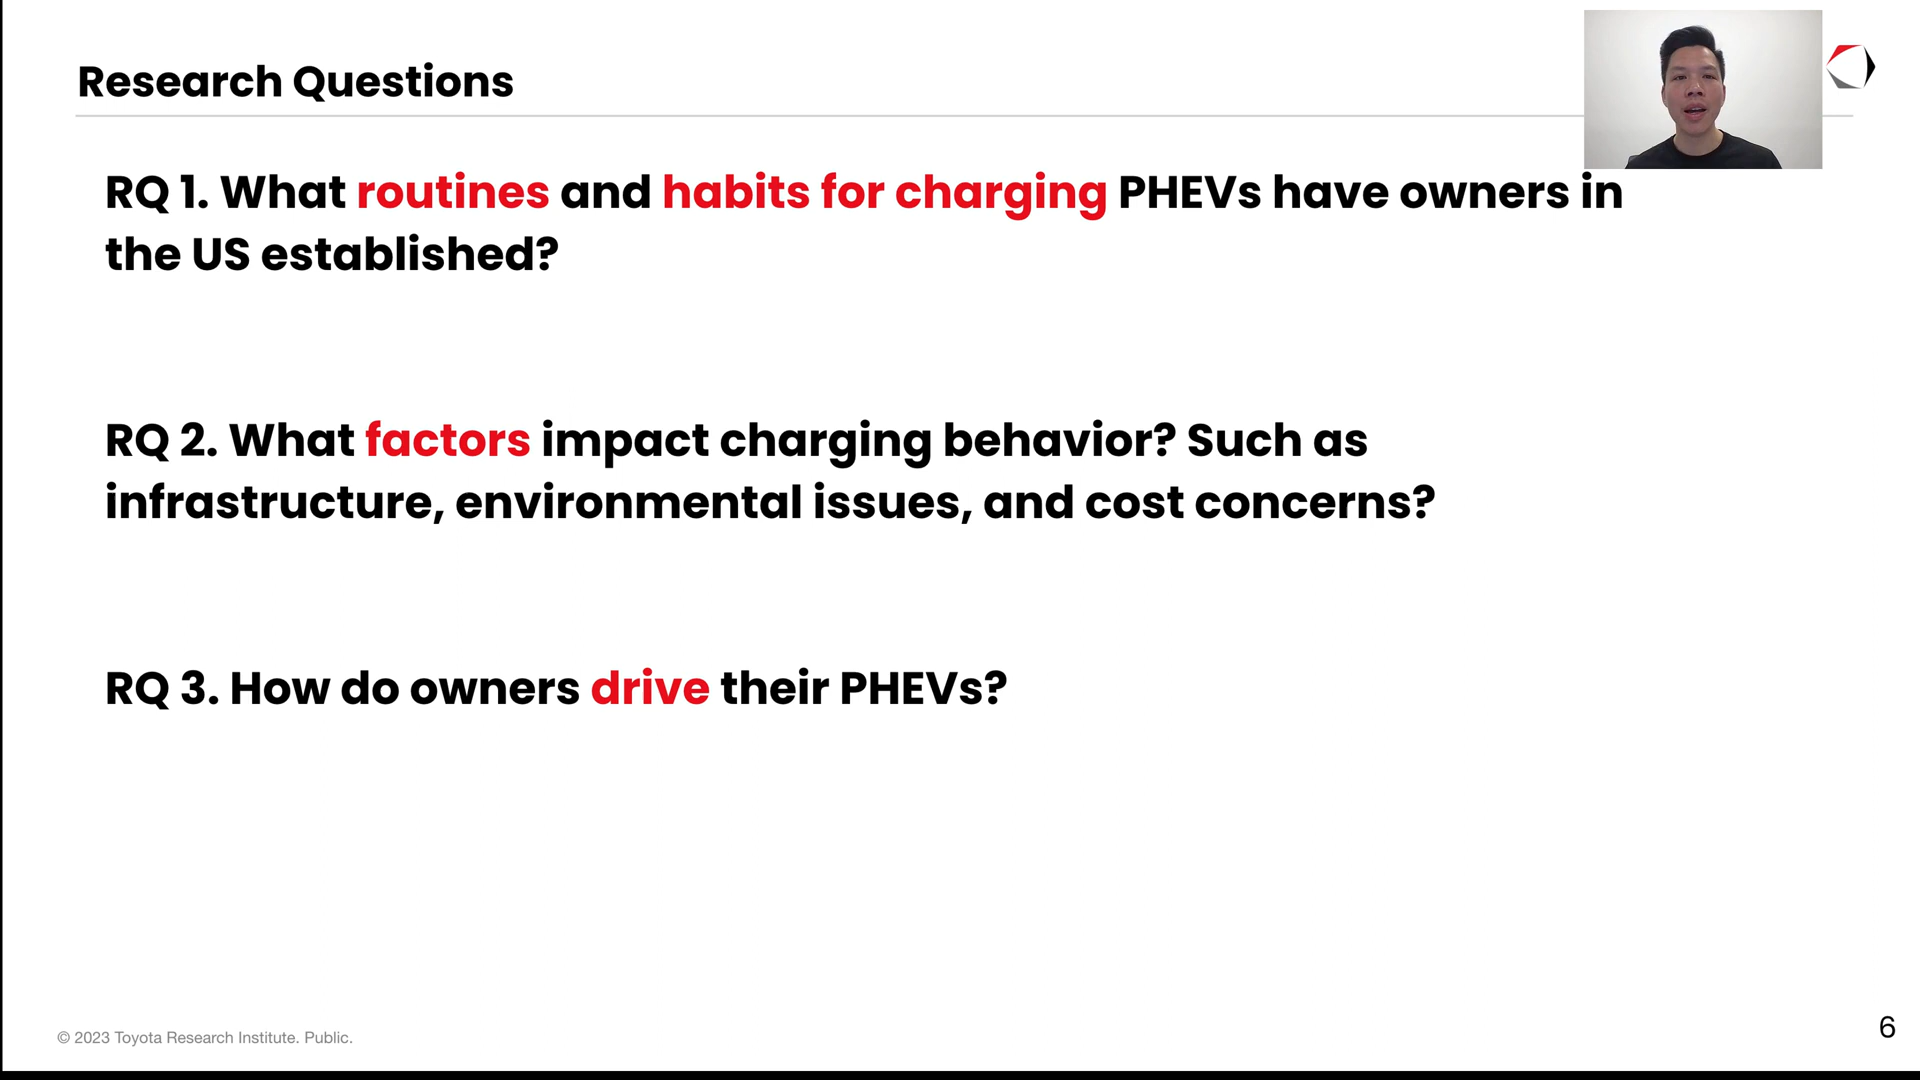 Research Questions
RQ 1. What routines and habits for charging PHEVs have owners in
the US established?
RQ 2. What factors impact charging behavior? Such as
infrastructure, environmental issues, and cost concerns?
RQ 3. How do owners drive their PHEVs?
© 2023 Toyota Research Institute. Public.
6